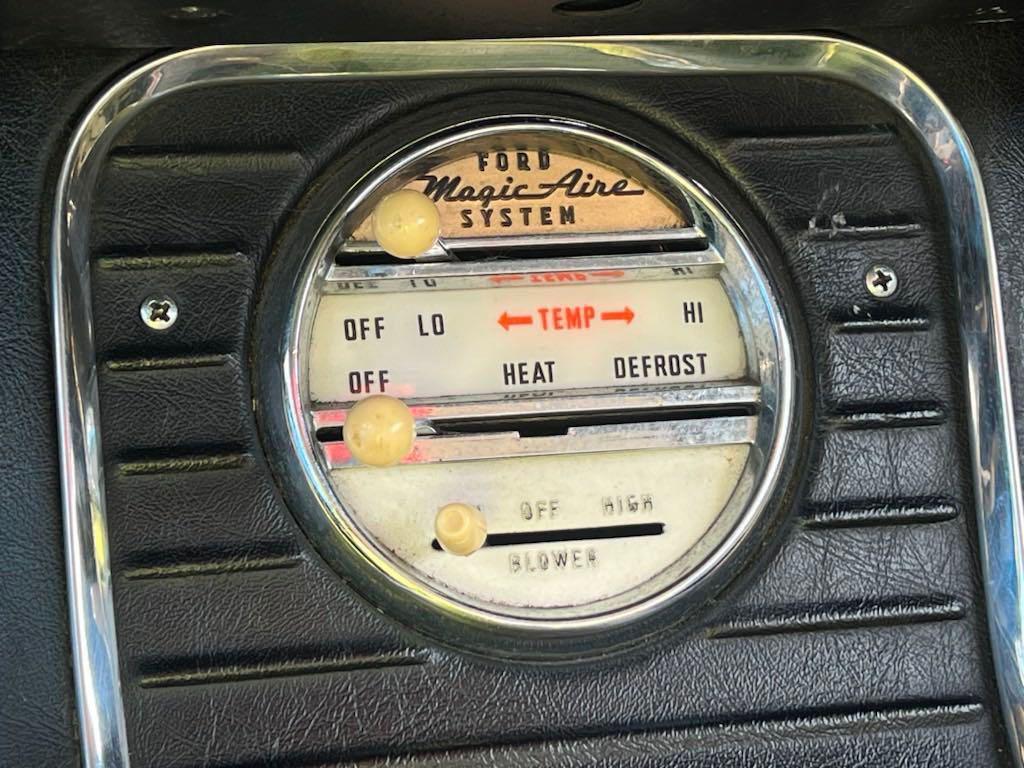 FORD
Magic-Aire
SYSTEM
OFF LO ←TEMP→ HI
OFF HEAT DEFROST
OFF HIGH
BLOWER